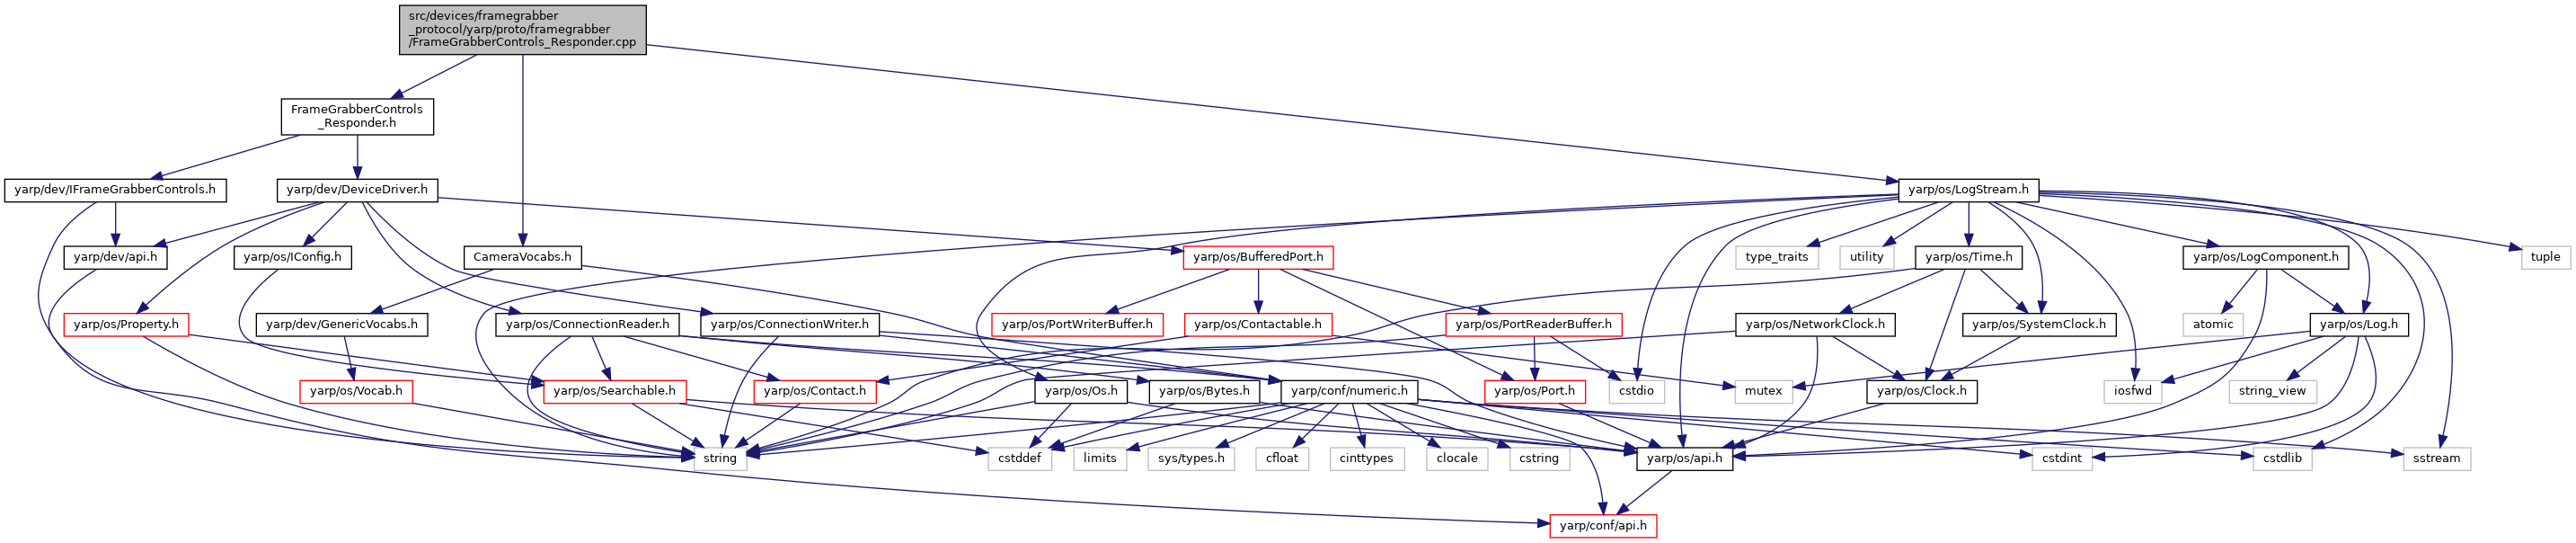 src/devices/framegrabber
_protocol/yarp/proto/framegrabber
/FrameGrabberControls_Responder.cpp
FrameGrabberControls
_Responder.h
yarp/dev/IFrameGrabberControls.h
yarp/dev/DeviceDriver.h
yarp/os/LogStream.h
yarp/dev/api.h
yarp/os/IConfig.h
CameraVocabs.h
yarp/os/BufferedPort.h
type_traits
utility
yarp/os/Time.h
yarp/os/LogComponent.h
tuple
yarp/os/Property.h
yarp/dev/GenericVocabs.h
yarp/os/ConnectionReader.h
yarp/os/ConnectionWriter.h
yarp/os/PortWriterBuffer.h
yarp/os/Contactable.h
yarp/os/PortReaderBuffer.h
yarp/os/NetworkClock.h
yarp/os/SystemClock.h
atomic
yarp/os/Log.h
yarp/os/Vocab.h
yarp/os/Searchable.h
yarp/os/Contact.h
yarp/os/Os.h
yarp/os/Bytes.h
yarp/conf/numeric.h
yarp/os/Port.h
cstdio
mutex
yarp/os/Clock.h
iosfwd
string_view
string
cstddef
limits
sys/types.h
cfloat
cinttypes
clocale
cstring
yarp/os/api.h
cstdint
cstdlib
sstream
yarp/conf/api.h